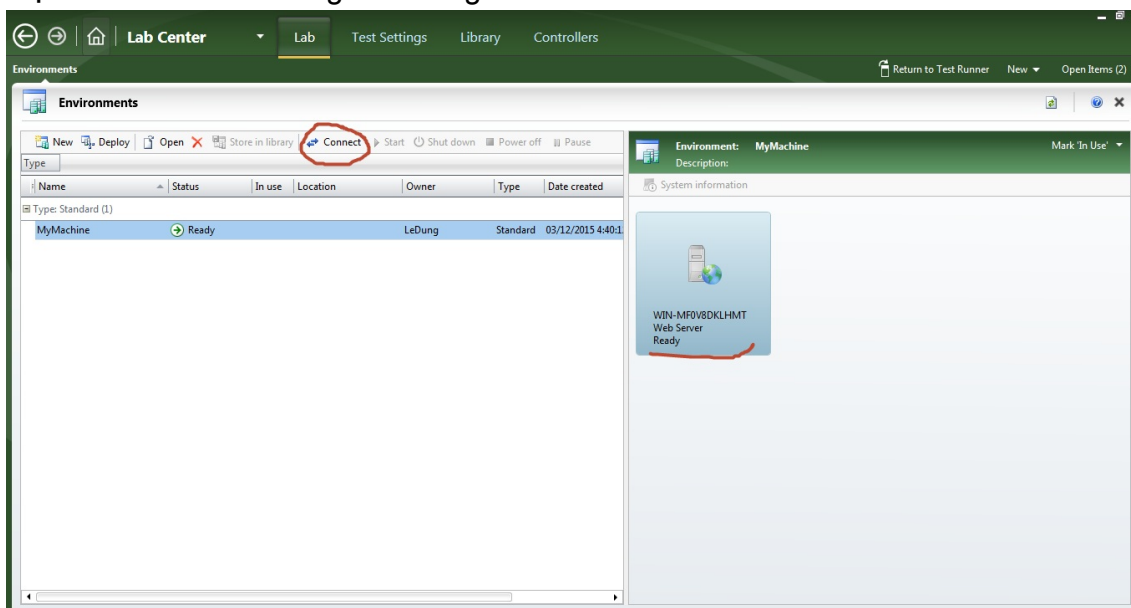 Lab Center Lab Test Settings Library Controllers
Environments Return to Test Runner New Open Items (2)
Environments
New Deploy Open Store in library Connect Start Shut down Power off Pause
Type
Name Status In use Location Owner Type Date created
Type: Standard (1)
MyMachine Ready LeDung Standard 03/12/2015 4:40:1
Environment: MyMachine Mark 'In Use'
Description:
System information
WIN-MF0V8DKLHMT
Web Server
Ready